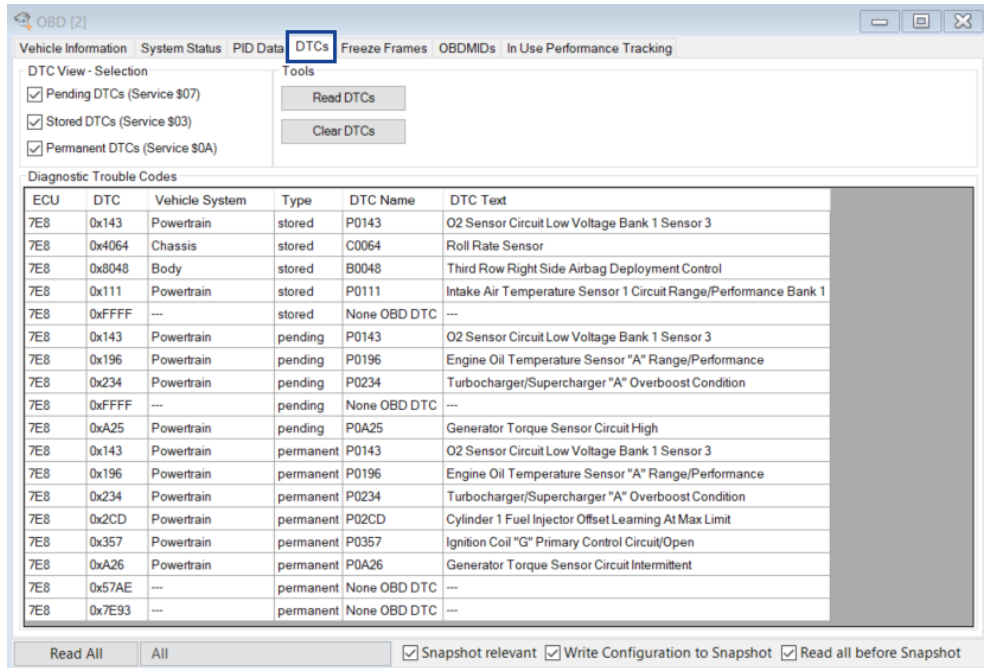 OBD [2]
Vehicle Information System Status PID Data DTCs Freeze Frames OBDMIDs In Use Performance Tracking
DTC View - Selection Tools
Pending DTCs (Service $07) Read DTCs
Stored DTCs (Service $03)
Clear DTCs
Permanent DTCs (Service $0A)
Diagnostic Trouble Codes
ECU DTC Vehicle System Type DTC Name DTC Text
7E8 0x143 Powertrain stored P0143 O2 Sensor Circuit Low Voltage Bank 1 Sensor 3
7E8 0x4064 Chassis stored C0064 Roll Rate Sensor
7E8 0x8048 Body stored B0048 Third Row Right Side Airbag Deployment Control
7E8 0x111 Powertrain stored P0111 Intake Air Temperature Sensor 1 Circuit Range/Performance Bank 1
7E8 0xFFFF --- stored None OBD DTC ---
7E8 0x143 Powertrain pending P0143 O2 Sensor Circuit Low Voltage Bank 1 Sensor 3
7E8 0x196 Powertrain pending P0196 Engine Oil Temperature Sensor "A" Range/Performance
7E8 0x234 Powertrain pending P0234 Turbocharger/Supercharger "A" Overboost Condition
7E8 0xFFFF --- pending None OBD DTC ---
7E8 0xA25 Powertrain pending P0A25 Generator Torque Sensor Circuit High
7E8 0x143 Powertrain permanent P0143 O2 Sensor Circuit Low Voltage Bank 1 Sensor 3
7E8 0x196 Powertrain permanent P0196 Engine Oil Temperature Sensor "A" Range/Performance
7E8 0x234 Powertrain permanent P0234 Turbocharger/Supercharger "A" Overboost Condition
7E8 0x2CD Powertrain permanent P02CD Cylinder 1 Fuel Injector Offset Learning At Max Limit
7E8 0x357 Powertrain permanent P0357 Ignition Coil "G" Primary Control Circuit/Open
7E8 0xA26 Powertrain permanent P0A26 Generator Torque Sensor Circuit Intermittent
7E8 0x57AE --- permanent None OBD DTC ---
7E8 0x7E93 --- permanent None OBD DTC ---
Read All All Snapshot relevant Write Configuration to Snapshot Read all before Snapshot